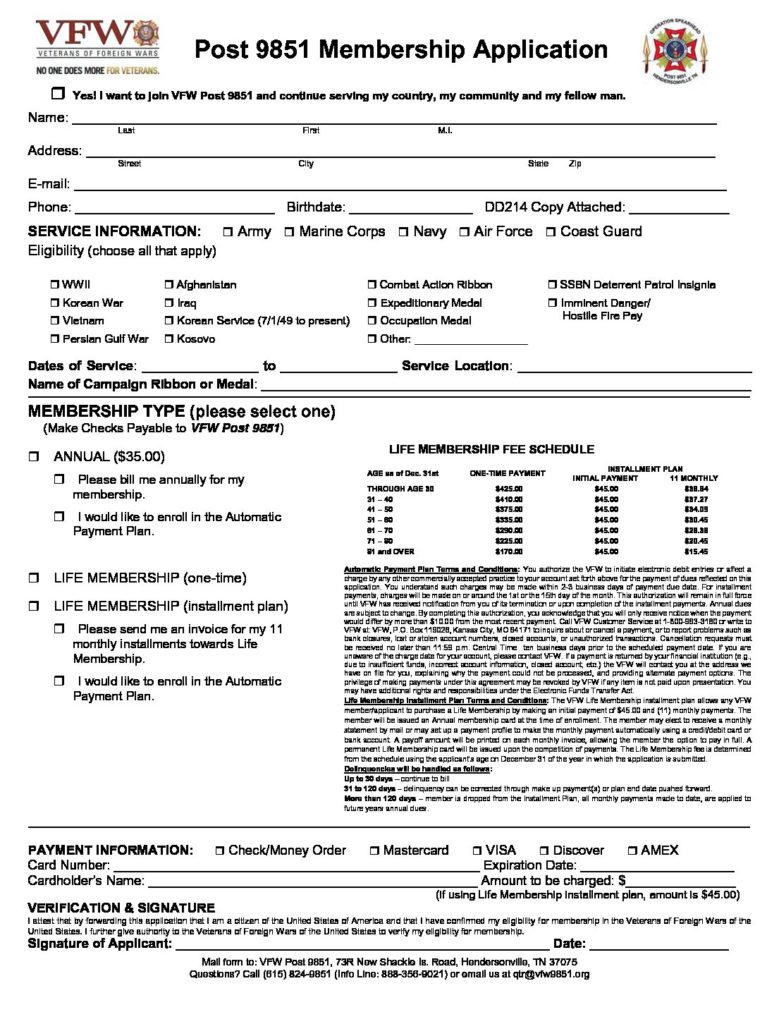 VFW
VETERANS OF FOREIGN WARS
NO ONE DOES MORE FOR VETERANS.
OPERATION SPEARHEAD
POST 9851
HENDERSONVILLE TN
Post 9851 Membership Application
Yes! I want to join VFW Post 9851 and continue serving my country, my community and my fellow man.
Name:
Last First M.I.
Address:
Street City State Zip
E-mail:
Phone: Birthdate: DD214 Copy Attached:
SERVICE INFORMATION: Army Marine Corps Navy Air Force Coast Guard
Eligibility (choose all that apply)
WWII Afghanistan Combat Action Ribbon SSBN Deterrent Patrol Insignia
Korean War Iraq Expeditionary Medal Imminent Danger/
Hostile Fire Pay
Vietnam Korean Service (7/1/49 to present) Occupation Medal
Persian Gulf War Kosovo Other:
Dates of Service: to Service Location:
Name of Campaign Ribbon or Medal:
MEMBERSHIP TYPE (please select one)
(Make Checks Payable to VFW Post 9851)
ANNUAL ($35.00)
Please bill me annually for my
membership.
I would like to enroll in the Automatic
Payment Plan.
LIFE MEMBERSHIP (one-time)
LIFE MEMBERSHIP (installment plan)
Please send me an invoice for my 11
monthly installments towards Life
Membership.
I would like to enroll in the Automatic
Payment Plan.
LIFE MEMBERSHIP FEE SCHEDULE
INSTALLMENT PLAN
AGE as of Dec. 31st ONE-TIME PAYMENT INITIAL PAYMENT 11 MONTHLY
THROUGH AGE 30 $425.00 $45.00
31 – 40 $410.00 $45.00 $37.27
41 – 50 $375.00 $45.00 $34.09
51 – 60 $335.00 $45.00 $30.45
61 – 70 $290.00 $45.00 $26.36
71 – 80 $225.00 $45.00 $20.45
81 and OVER $170.00 $45.00 $15.45
Automatic Payment Plan Terms and Conditions: You authorize the VFW to initiate electronic debit entries or effect a
charge by any other commercially accepted practice to your account set forth above for the payment of dues reflected on this
application. You understand such charges may be made within 2-3 business days of payment due date. For installment
payments, charges will be made on or around the 1st or the 15th day of the month. This authorization will remain in full force
until VFW has received notification from you of its termination or upon completion of the installment payments. Annual dues
are subject to change. By completing this authorization, you acknowledge that you will only receive notice when the payment
would differ by more than $10.00 from the most recent payment. Call VFW Customer Service at or write to
VFW at: VFW, P.O. Box 119028, Kansas City, MO 64171 to inquire about or cancel a payment, or to report problems such as
bank closures, lost or stolen account numbers, closed accounts, or unauthorized transactions. Cancellation requests must
be received no later than 11:59 p.m. Central Time ten business days prior to the scheduled payment date. If you are
unaware of the charge date for your account, please contact VFW. If a payment is returned by your financial institution (e.g.,
due to insufficient funds, incorrect account information, closed account, etc.) the VFW will contact you at the address we
have on file for you, explaining why the payment could not be processed, and providing alternate payment options. The
privilege of making payments under this agreement may be revoked by VFW if any item is not paid upon presentation. You
may have additional rights and responsibilities under the Electronic Funds Transfer Act.
Life Membership Installment Plan Terms and Conditions: The VFW Life Membership installment plan allows any VFW
member/applicant to purchase a Life Membership by making an initial payment of $45.00 and (11) monthly payments. The
member will be issued an Annual membership card at the time of enrollment. The member may elect to receive a monthly
statement by mail or may set up a payment profile to make the monthly payment automatically using a credit/debit card or
bank account. A payoff amount will be printed on each monthly invoice, allowing the member the option to pay in full. A
permanent Life Membership card will be issued upon the competition of payments. The Life Membership fee is determined
from the schedule using the applicant's age on December 31 of the year in which the application is submitted.
Delinquencies will be handled as follows:
Up to 30 days – continue to bill
31 to 120 days – delinquency can be corrected through make up payment(s) or plan end date pushed forward.
More than 120 days – member is dropped from the Installment Plan, all monthly payments made to date, are applied to
future years annual dues.
PAYMENT INFORMATION: Check/Money Order Mastercard VISA Discover AMEX
Card Number: Expiration Date:
Cardholder's Name: Amount to be charged: $
(If using Life Membership installment plan, amount is $45.00)
VERIFICATION & SIGNATURE
I attest that by forwarding this application that I am a citizen of the United States of America and that I have confirmed my eligibility for membership in the Veterans of Foreign Wars of the
United States. I further give authority to the Veterans of Foreign Wars of the United States to verify my eligibility for membership.
Signature of Applicant: Date:
Mail form to: VFW Post 9851, 73R New Shackle Is. Road, Hendersonville, TN 37075
Questions? Call (615) 824-9851 (Info Line: 888-356-9021) or email us at qtr@vfw9851.org